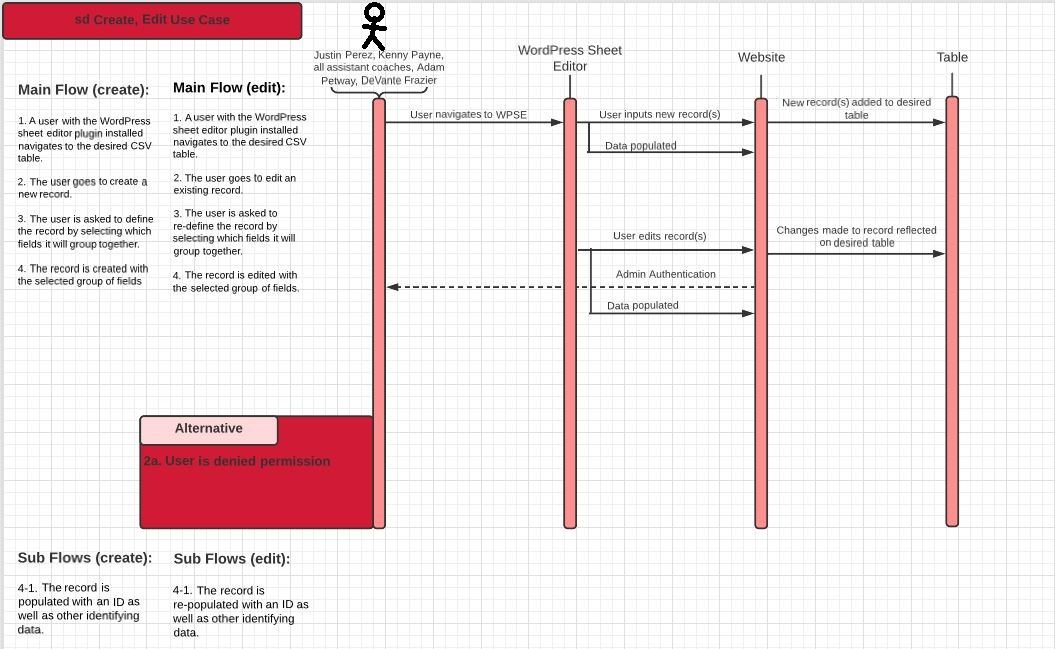 sd Create, Edit Use Case
Justin Perez, Kenny Payne,
all assistant coaches, Adam
Petway, DeVante Frazier
WordPress Sheet
Editor
Website
Table
Main Flow (create):
1. A user with the WordPress
sheet editor plugin installed
navigates to the desired CSV
table.
2. The user goes to create a
new record.
3. The user is asked to define
the record by selecting which
fields it will group together.
4. The record is created with
the selected group of fields
Main Flow (edit):
1. A user with the WordPress
sheet editor plugin installed
navigates to the desired CSV
table.
2. The user goes to edit an
existing record.
3. The user is asked to
re-define the record by
selecting which fields it will
group together.
4. The record is edited with
the selected group of fields.
User navigates to WPSE
User inputs new record(s)
New record(s) added to desired
table
Data populated
User edits record(s)
Changes made to record reflected
on desired table
Admin Authentication
Data populated
Alternative
2a. User is denied permission
Sub Flows (create):
4-1. The record is
populated with an ID as
well as other identifying
data.
Sub Flows (edit):
4-1. The record is
re-populated with an ID as
well as other identifying
data.